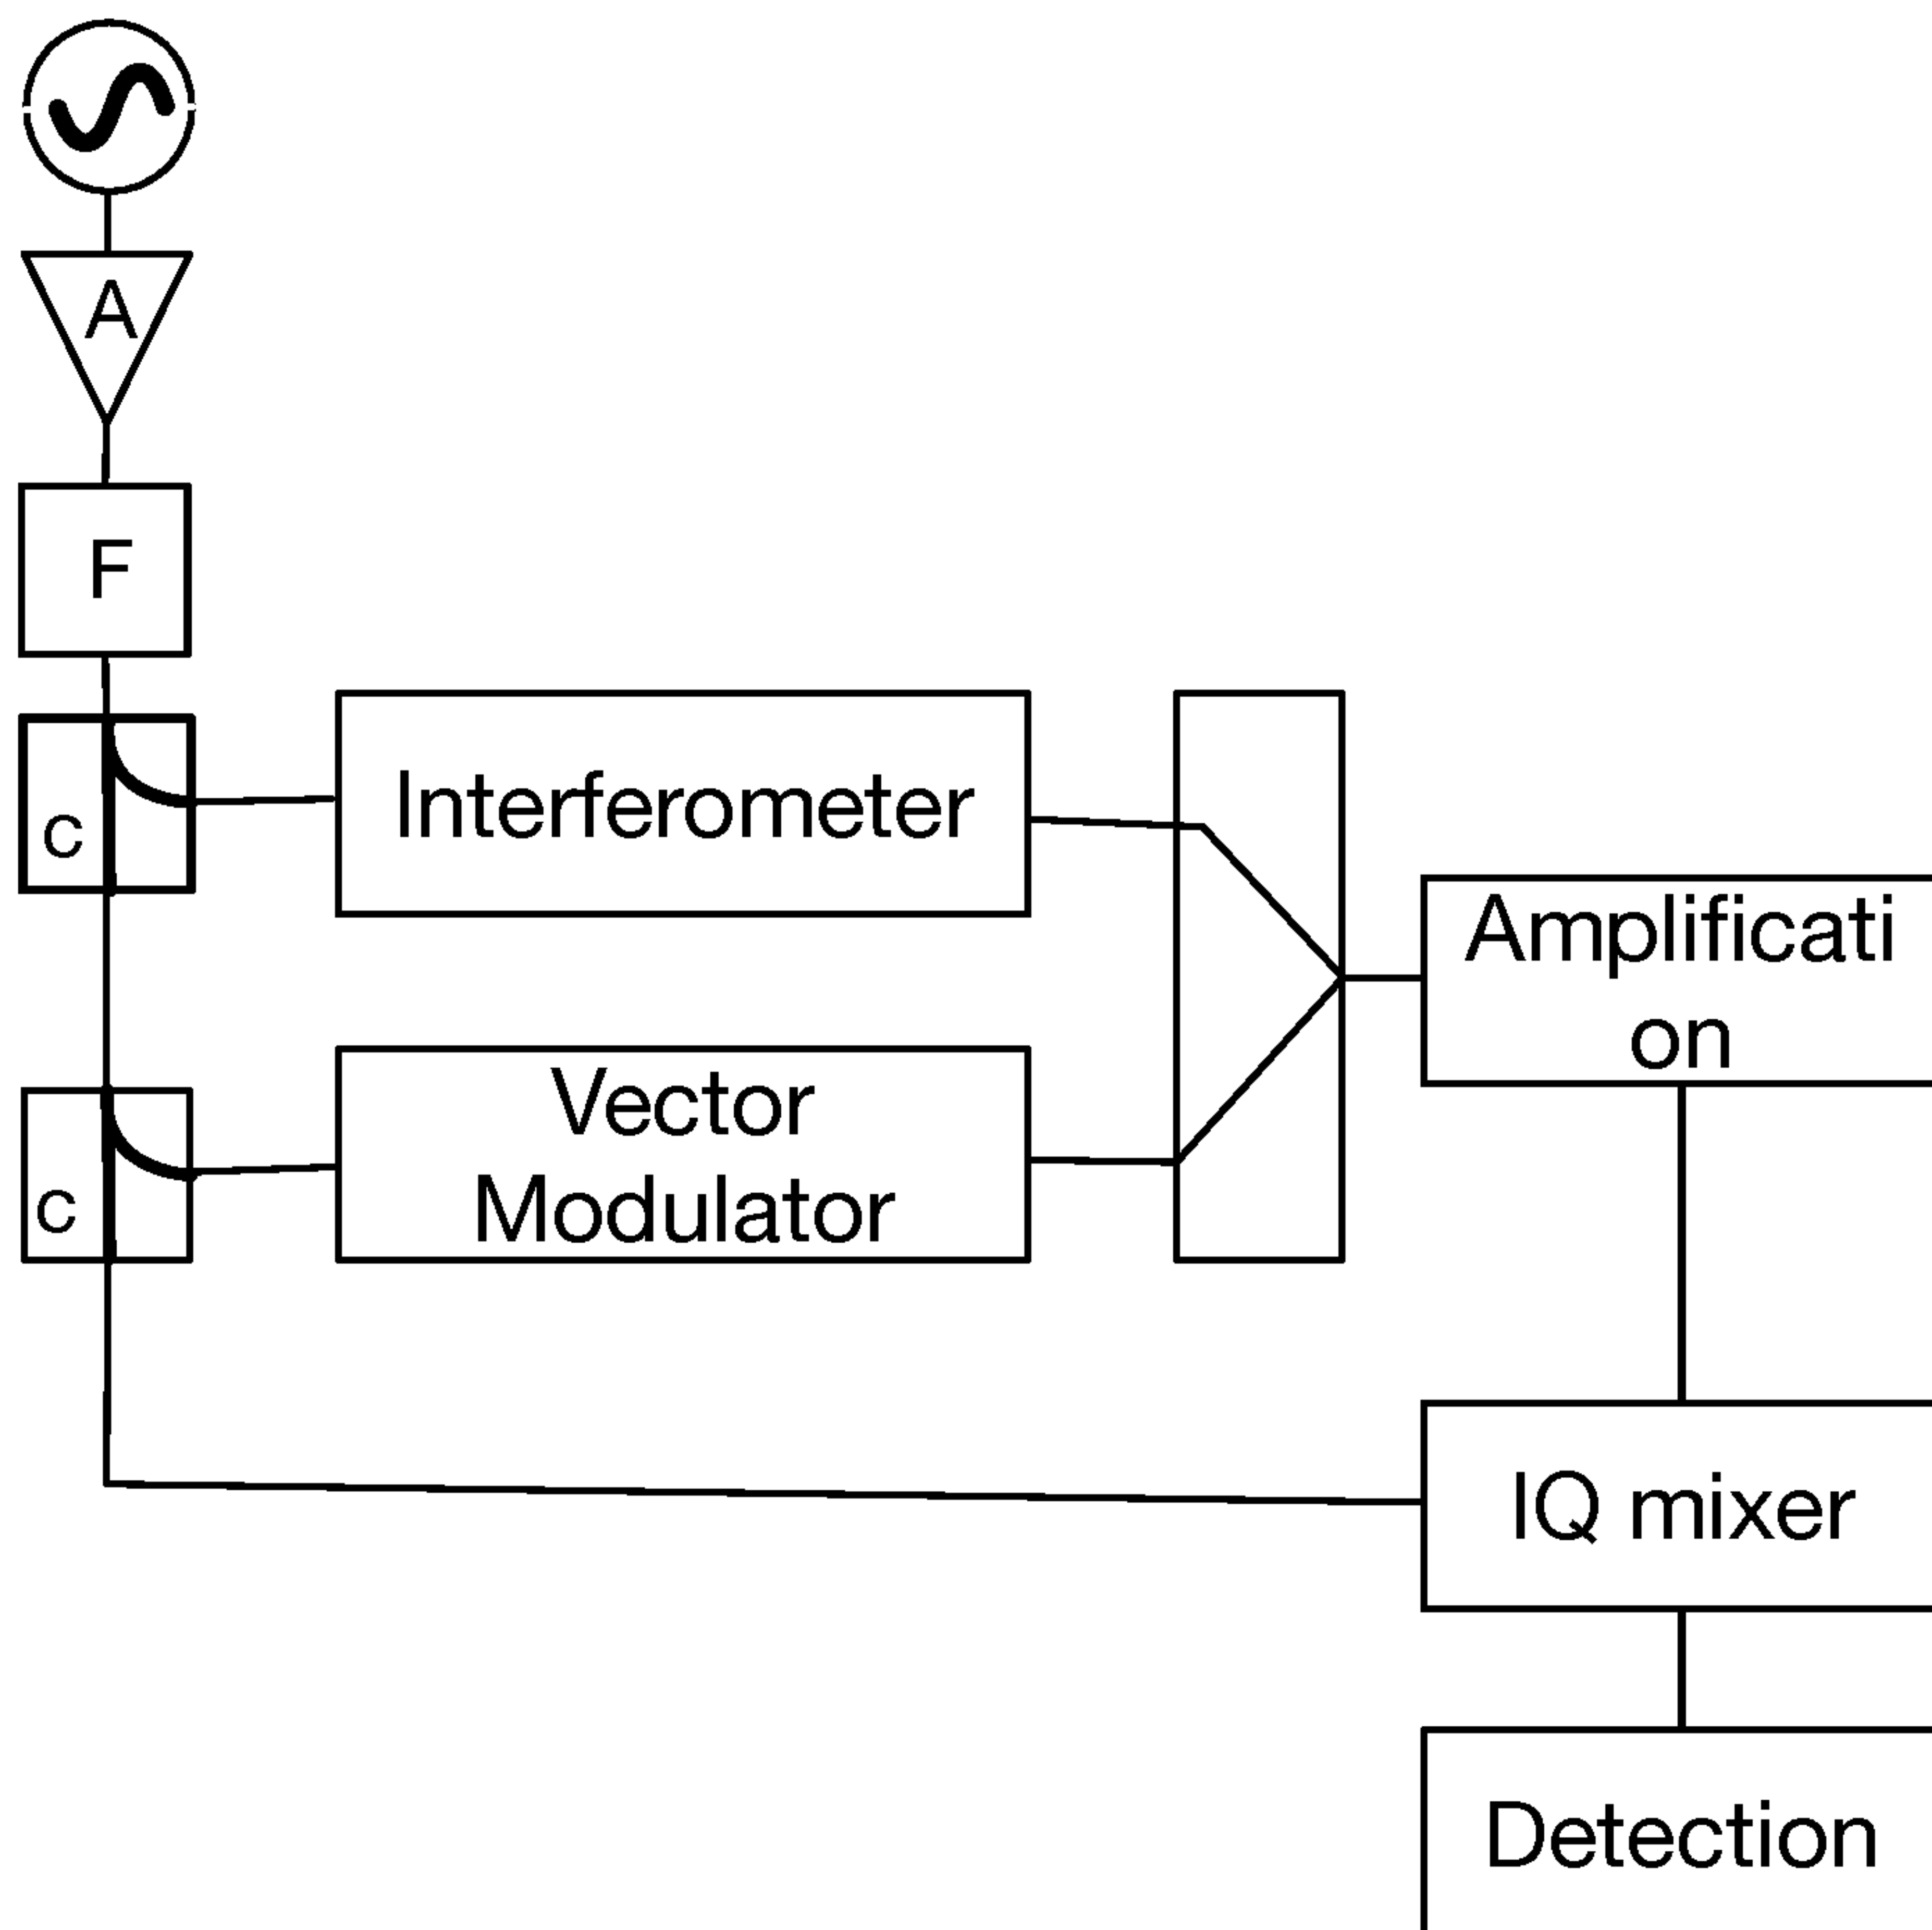 A
F
C
Interferometer
Amplificati
on
C
Vector
Modulator
IQ mixer
Detection